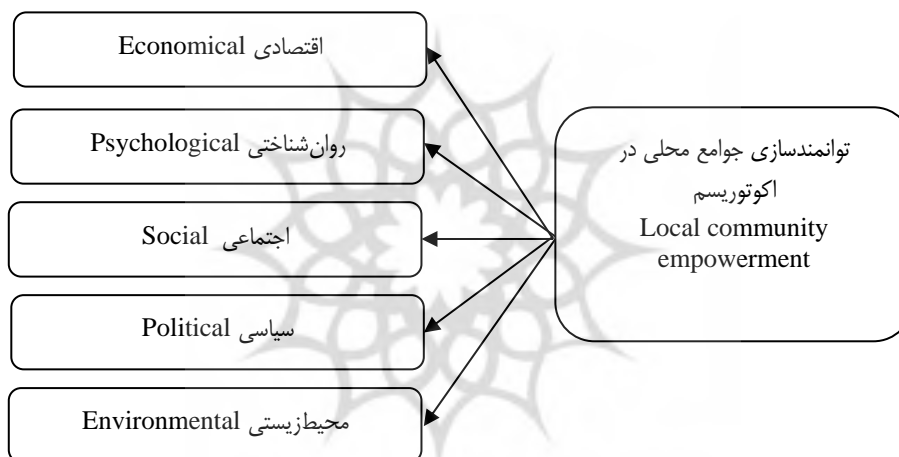 اقتصادی Economical
روان‌شناختی Psychological
اجتماعی Social
سیاسی Political
محیط‌زیستی Environmental
توانمندسازی جوامع محلی در
اکوتوریسم
Local community
empowerment